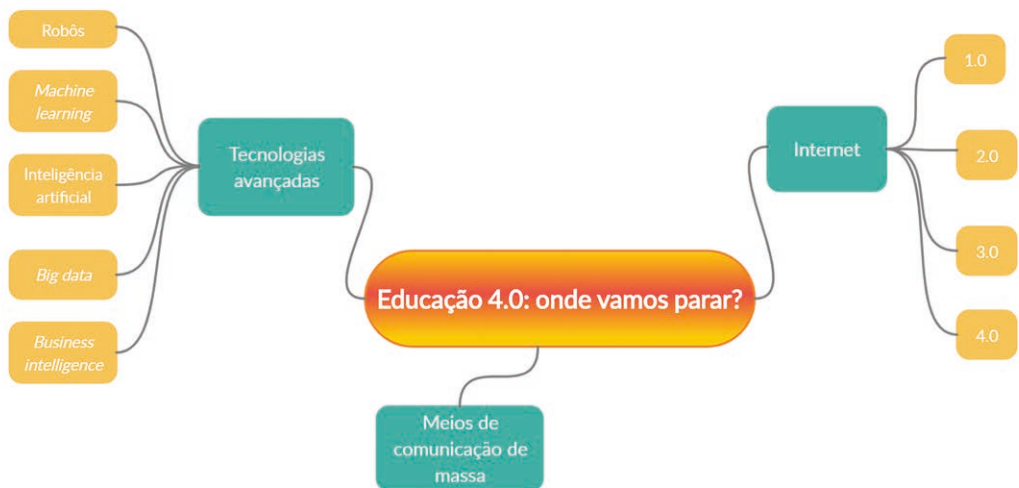 Robôs
Machine
learning
Inteligência
artificial
Big data
Business
intelligence
Tecnologias
avançadas
Educação 4.0: onde vamos parar?
Meios de
comunicação de
massa
Internet
1.0
2.0
3.0
4.0